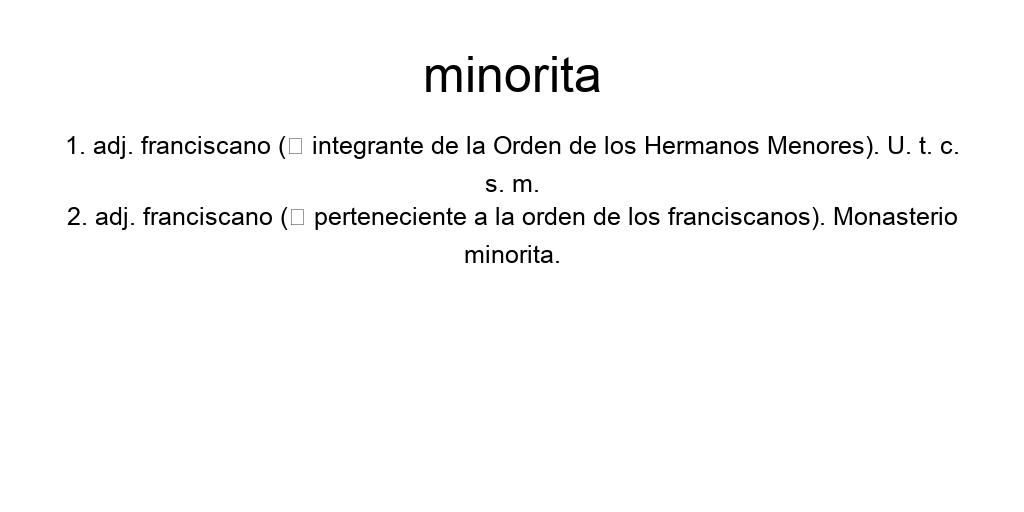 minorita
1. adj. franciscano (▯ integrante de la Orden de los Hermanos Menores). U. t. c.
s. m.
2. adj. franciscano (▯ perteneciente a la orden de los franciscanos). Monasterio
minorita.